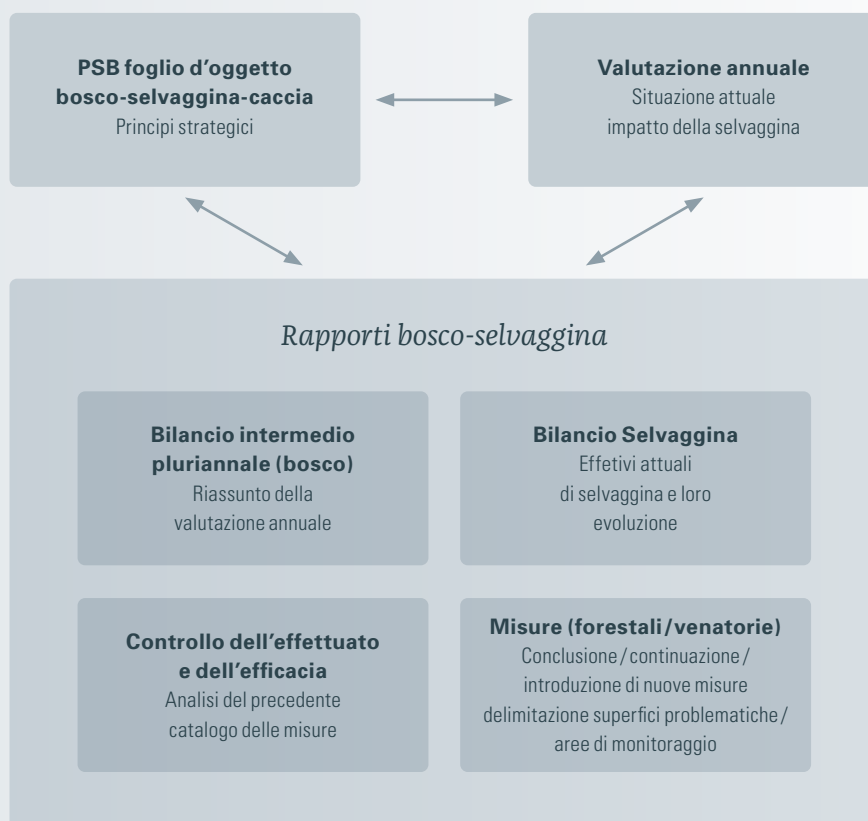 PSB foglio d'oggetto
bosco-selvaggina-caccia
Principi strategici
Valutazione annuale
Situazione attuale
impatto della selvaggina
Rapporti bosco-selvaggina
Bilancio intermedio
pluriannale (bosco)
Riassunto della
valutazione annuale
Bilancio Selvaggina
Effetivi attuali
di selvaggina e loro
evoluzione
Controllo dell'effettuato
e dell'efficacia
Analisi del precedente
catalogo delle misure
Misure (forestali/venatorie)
Conclusione/continuazione/
introduzione di nuove misure
delimitazione superfici problematiche/
aree di monitoraggio